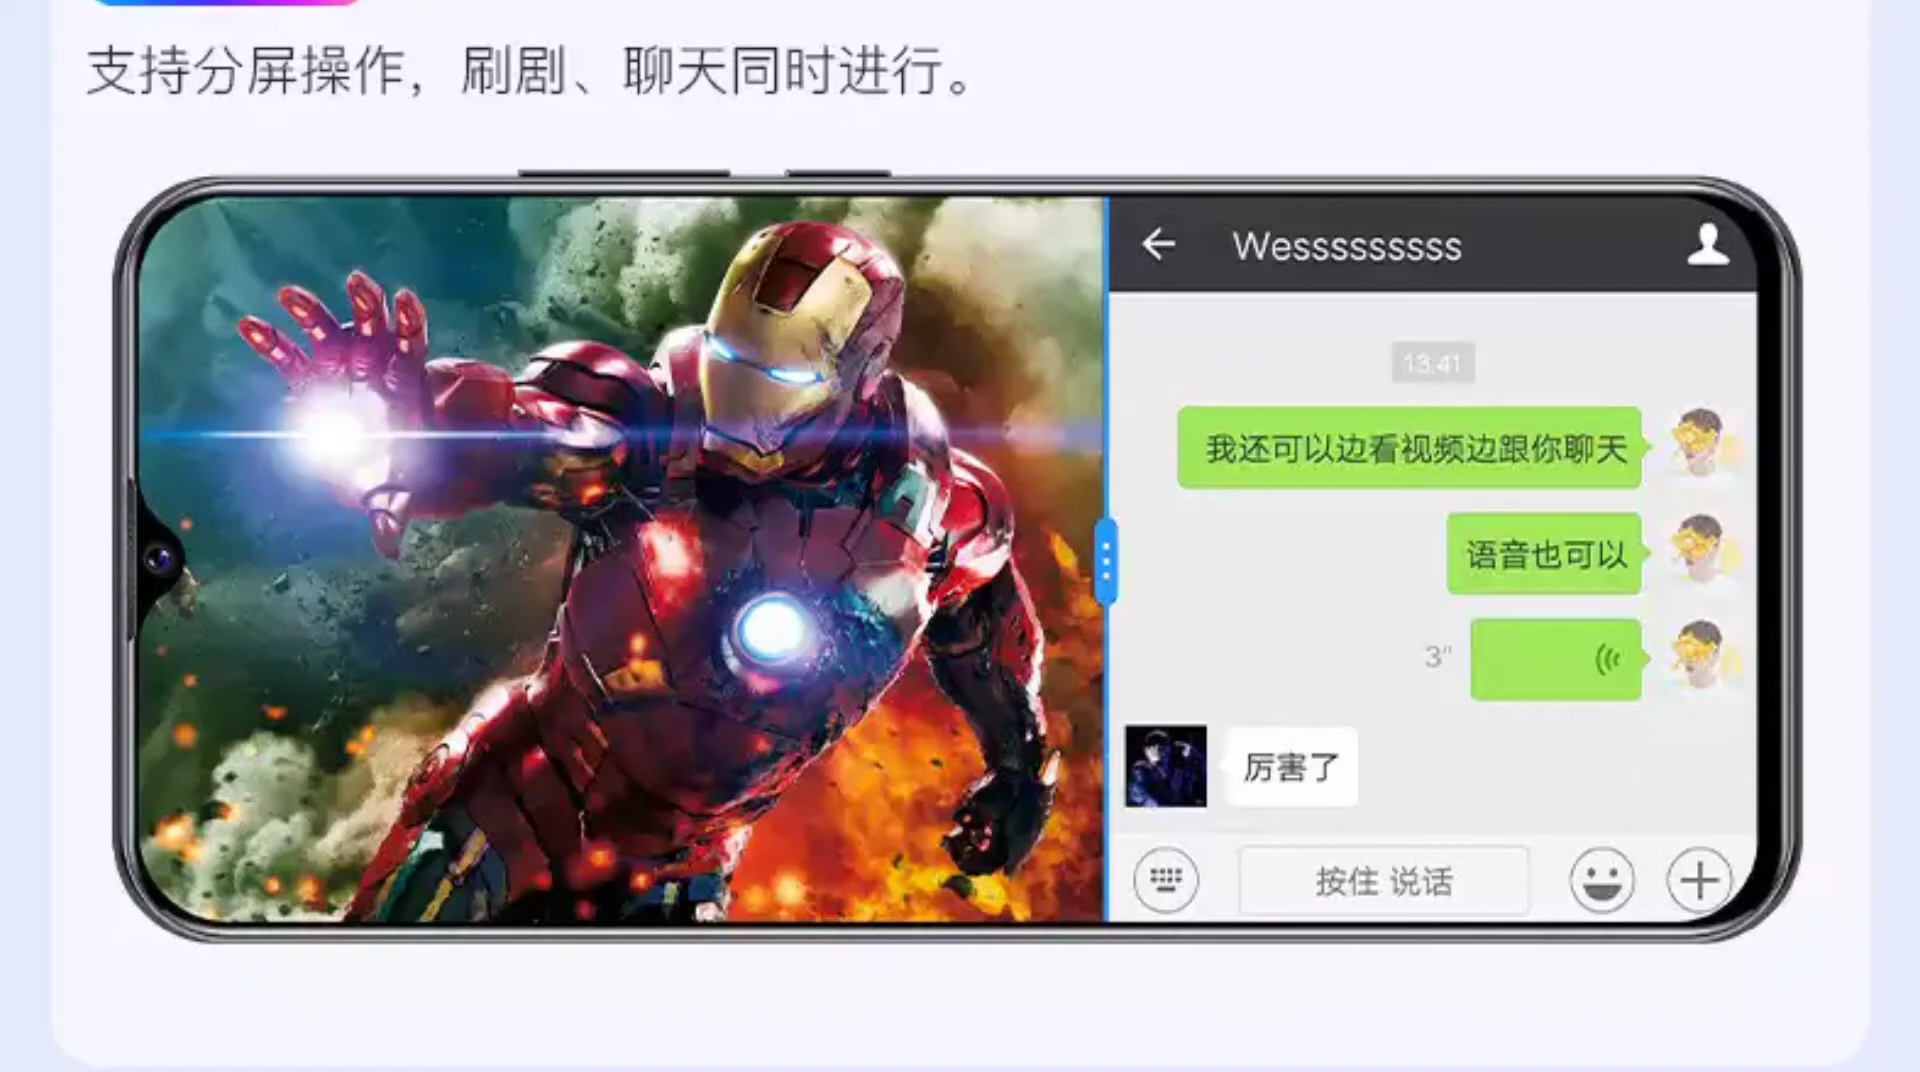 支持分屏操作，刷剧、聊天同时进行。
Wesssssssss
13:41
我还可以边看视频边跟你聊天
语音也可以
3"
厉害了
按住 说话